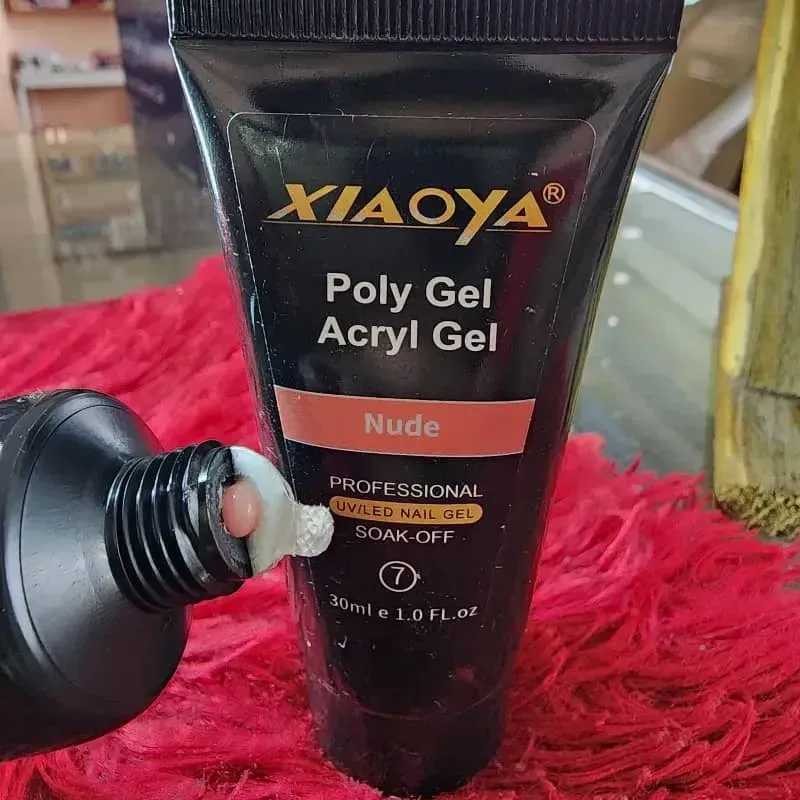 XIAOYA®
Poly Gel
Acryl Gel
Nude
PROFESSIONAL
UV/LED NAIL GEL
SOAK-OFF
7
30ml e 1.0 FL.oz